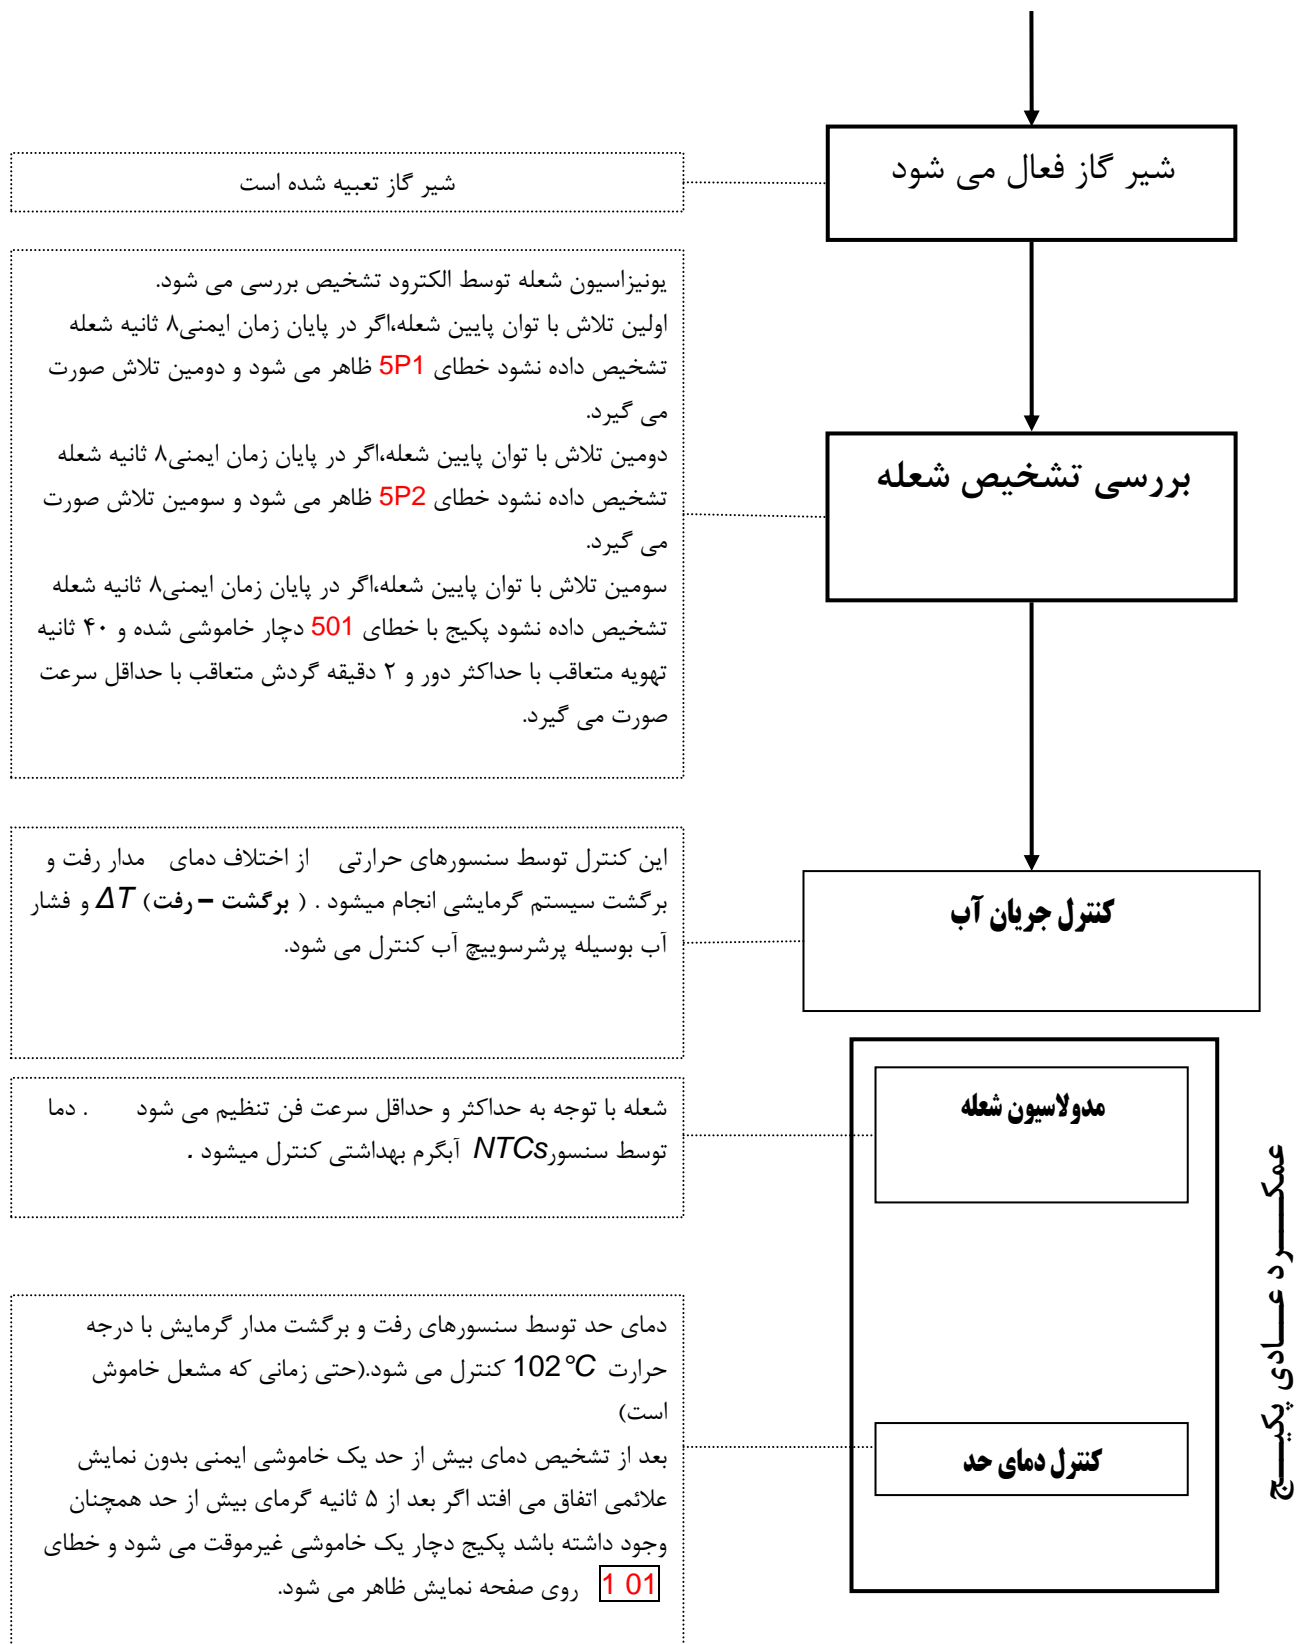 شیر گاز فعال می شود
شیر گاز تعبیه شده است
بررسی تشخیص شعله
یونیزاسیون شعله توسط الکترود تشخیص بررسی می شود.
اولین تلاش با توان پایین شعله،اگر در پایان زمان ایمنی۸ ثانیه شعله
تشخیص داده نشود خطای 5P1 ظاهر می شود و دومین تلاش صورت
می گیرد.
دومین تلاش با توان پایین شعله،اگر در پایان زمان ایمنی۸ ثانیه شعله
تشخیص داده نشود خطای 5P2 ظاهر می شود و سومین تلاش صورت
می گیرد.
سومین تلاش با توان پایین شعله،اگر در پایان زمان ایمنی۸ ثانیه شعله
تشخیص داده نشود پکیج با خطای 501 دچار خاموشی شده و ۴۰ ثانیه
تهویه متعاقب با حداکثر دور و ۲ دقیقه گردش متعاقب با حداقل سرعت
صورت می گیرد.
کنترل جریان آب
این کنترل توسط سنسورهای حرارتی از اختلاف دمای مدار رفت و
برگشت سیستم گرمایشی انجام میشود . ( برگشت – رفت) ΔT و فشار
آب بوسیله پرشرسوییچ آب کنترل می شود.
مدولاسیون شعله
شعله با توجه به حداکثر و حداقل سرعت فن تنظیم می شود . دما
توسط سنسورNTCs آبگرم بهداشتی کنترل میشود .
کنترل دمای حد
دمای حد توسط سنسورهای رفت و برگشت مدار گرمایش با درجه
حرارت 102°C کنترل می شود.(حتی زمانی که مشعل خاموش
است)
بعد از تشخیص دمای بیش از حد یک خاموشی ایمنی بدون نمایش
علائمی اتفاق می افتد اگر بعد از ۵ ثانیه گرمای بیش از حد همچنان
وجود داشته باشد پکیج دچار یک خاموشی غیرموقت می شود و خطای
1 01 روی صفحه نمایش ظاهر می شود.
عمکـــــرد عـــادی پکیـــج